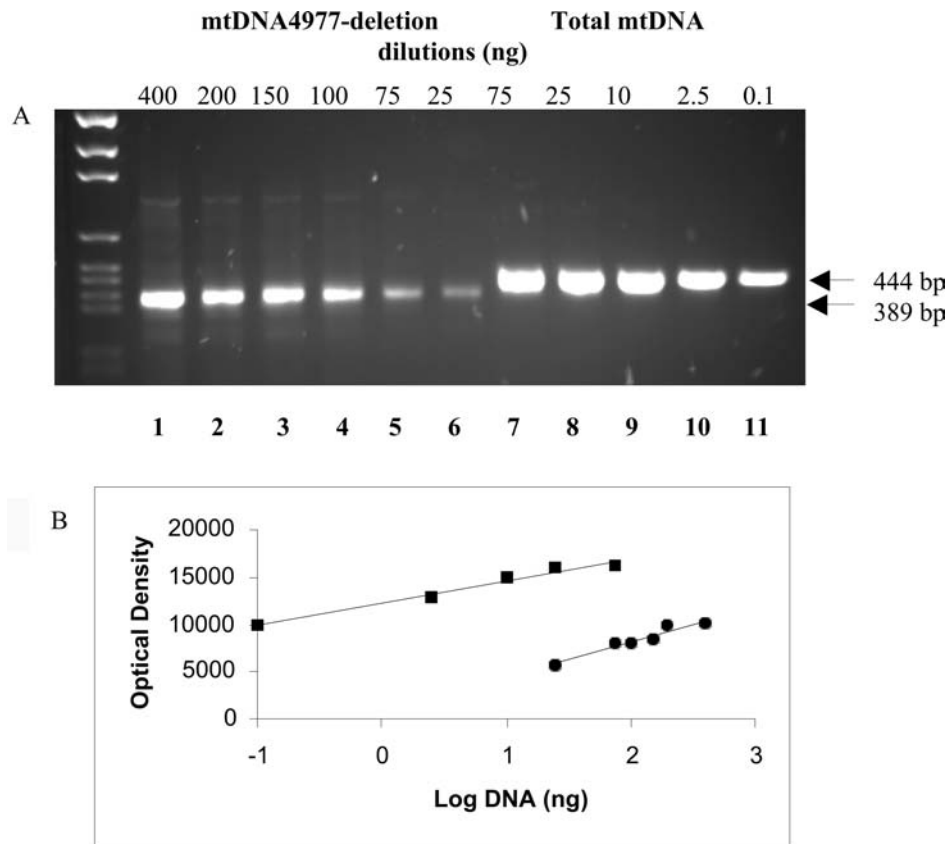 mtDNA4977-deletion Total mtDNA
dilutions (ng)
400 200 150 100 75 25 75 25 10 2.5 0.1
A
444 bp
389 bp
1 2 3 4 5 6 7 8 9 10 11
B
20000
15000
10000
5000
0
Optical Density
-1 0 1 2 3
Log DNA (ng)